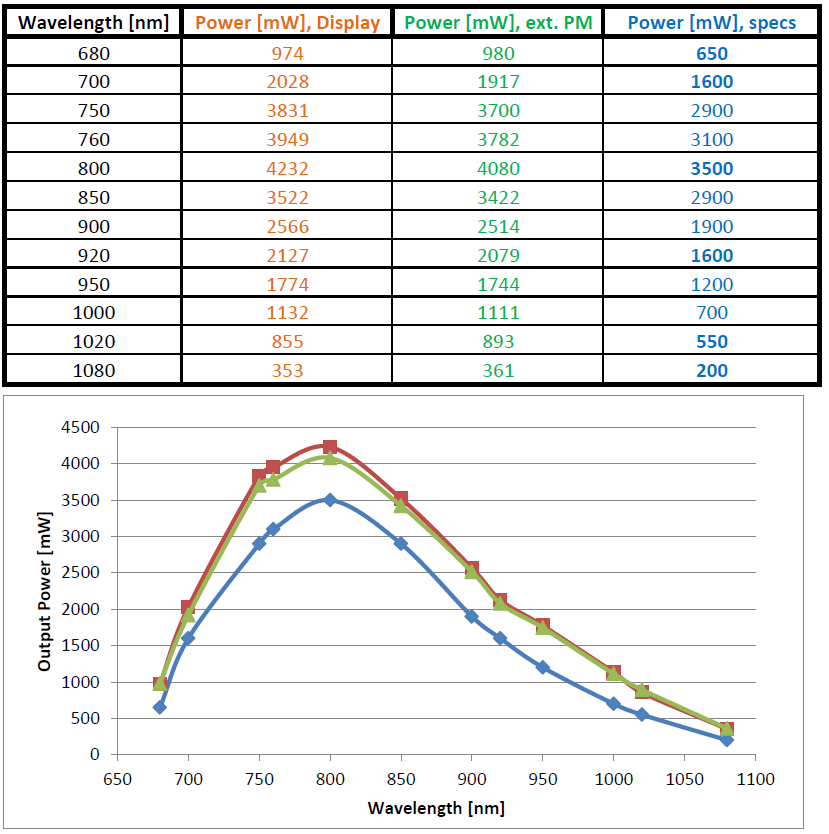 Wavelength [nm] Power [mW], Display Power [mW], ext. PM Power [mW], specs
680 974 980 650
700 2028 1917 1600
750 3831 3700 2900
760 3949 3782 3100
800 4232 4080 3500
850 3522 3422 2900
900 2566 2514 1900
920 2127 2079 1600
950 1774 1744 1200
1000 1132 1111 700
1020 855 893 550
1080 353 361 200
Output Power [mW]
4500
4000
3500
3000
2500
2000
1500
1000
500
0
650 700 750 800 850 900 950 1000 1050 1100
Wavelength [nm]